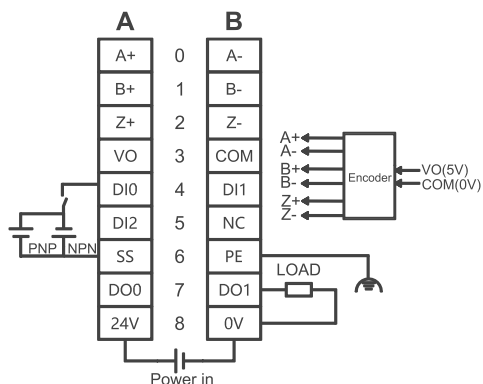 A B
A+ 0 A-
B+ 1 B-
Z+ 2 Z-
VO 3 COM
DI0 4 DI1
DI2 5 NC
SS 6 PE
DO0 7 DO1
24V 8 0V
PNP NPN
LOAD
Power in
A+
A-
B+
B-
Z+
Z-
Encoder
VO(5V)
COM(0V)